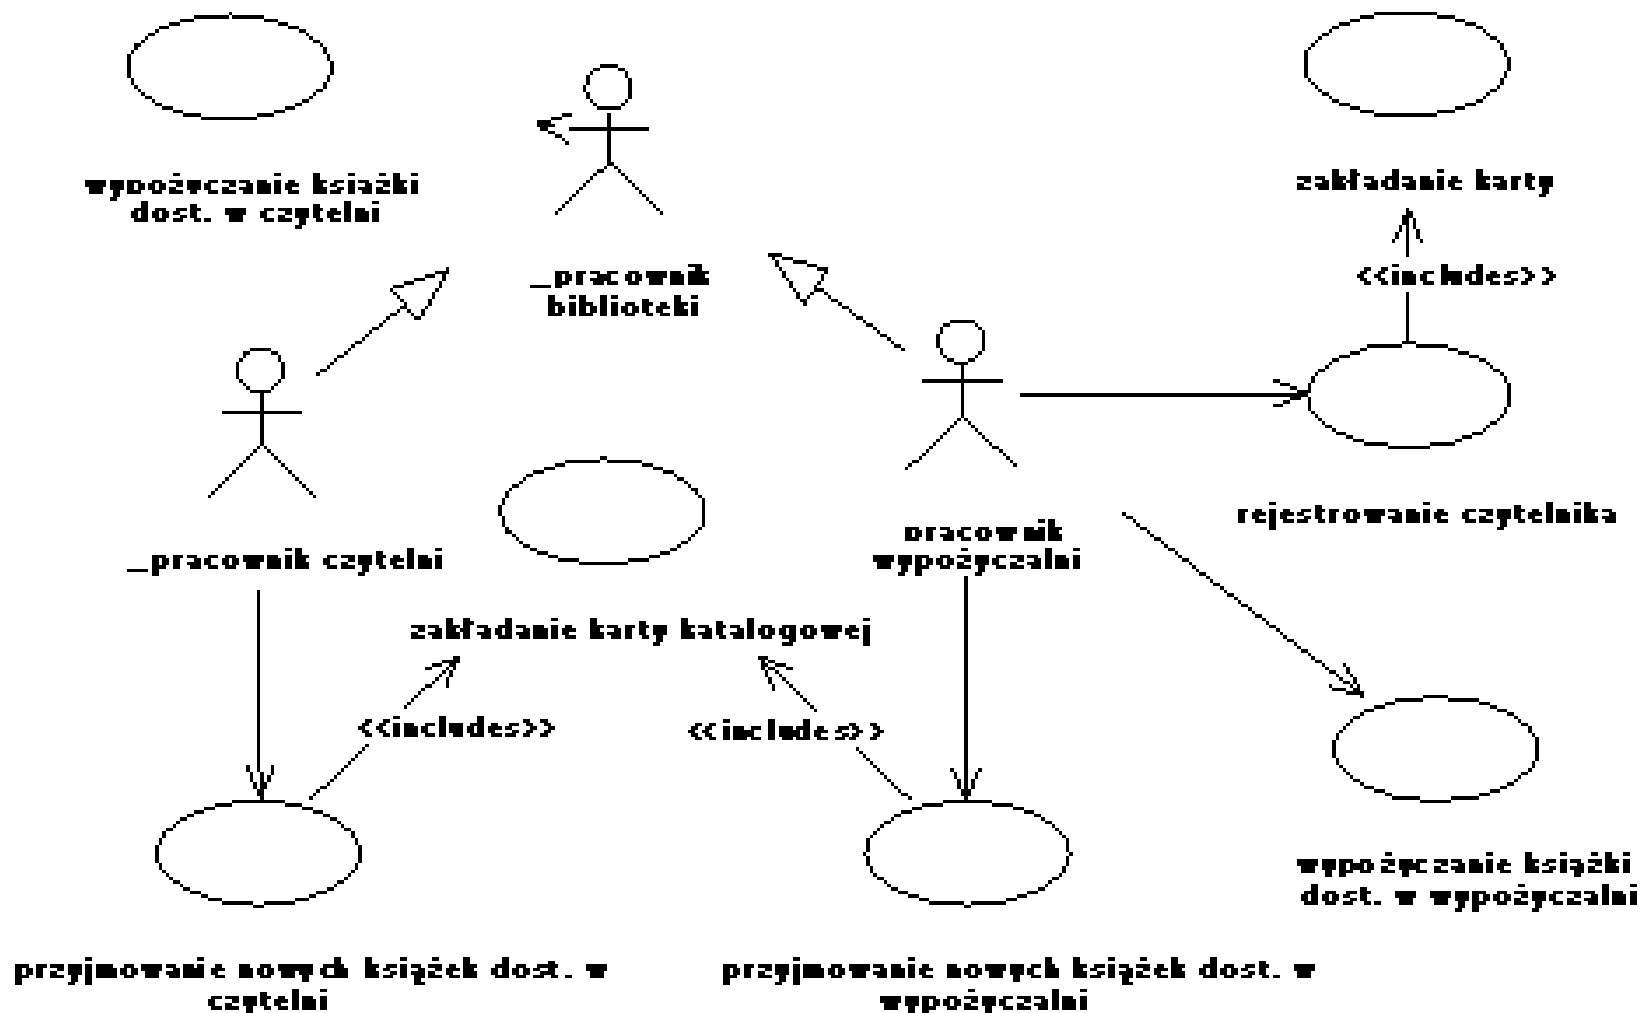 wypożyczanie książki
dost. w czytelni
_pracownik
biblioteki
zakładanie karty
<<includes>>
_pracownik czytelni
pracownik
wypożyczalni
rejestrowanie czytelnika
zakładanie karty katalogowej
<<includes>>
<<includes>>
wypożyczanie książki
dost. w wypożyczalni
przyjmowanie nowych książek dost. w
czytelni
przyjmowanie nowych książek dost. w
wypożyczalni